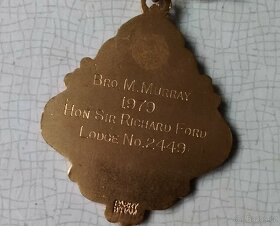 Bro. M. Murray
1979
Hon Sir Richard Ford
Lodge No. 2449